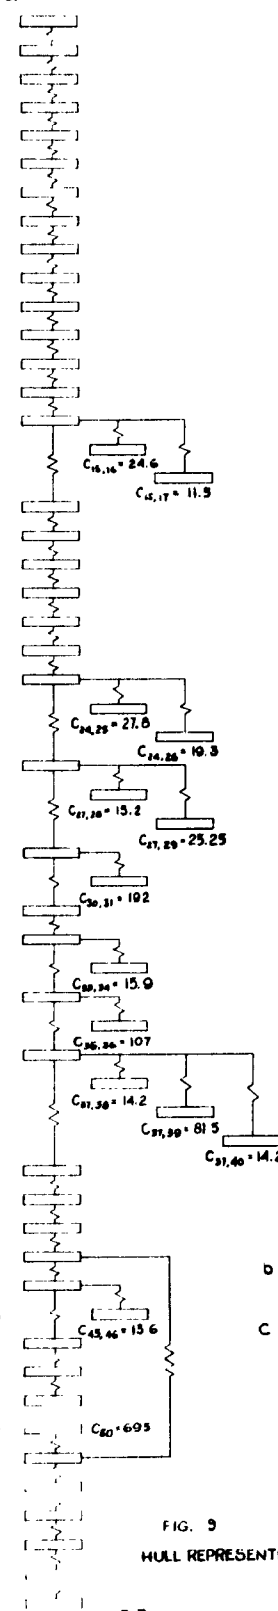 C15,16 = 24.6
C15,17 = 11.5
C24,25 = 27.8
C24,26 = 19.3
C27,28 = 15.2
C27,29 = 25.25
C30,31 = 192
C33,34 = 15.9
C35,36 = 107
C37,38 = 14.2
C37,39 = 81.5
C37,40 = 14.2
b
C
C45,46 = 15.6
C60 = 695
FIG. 9
HULL REPRESENT